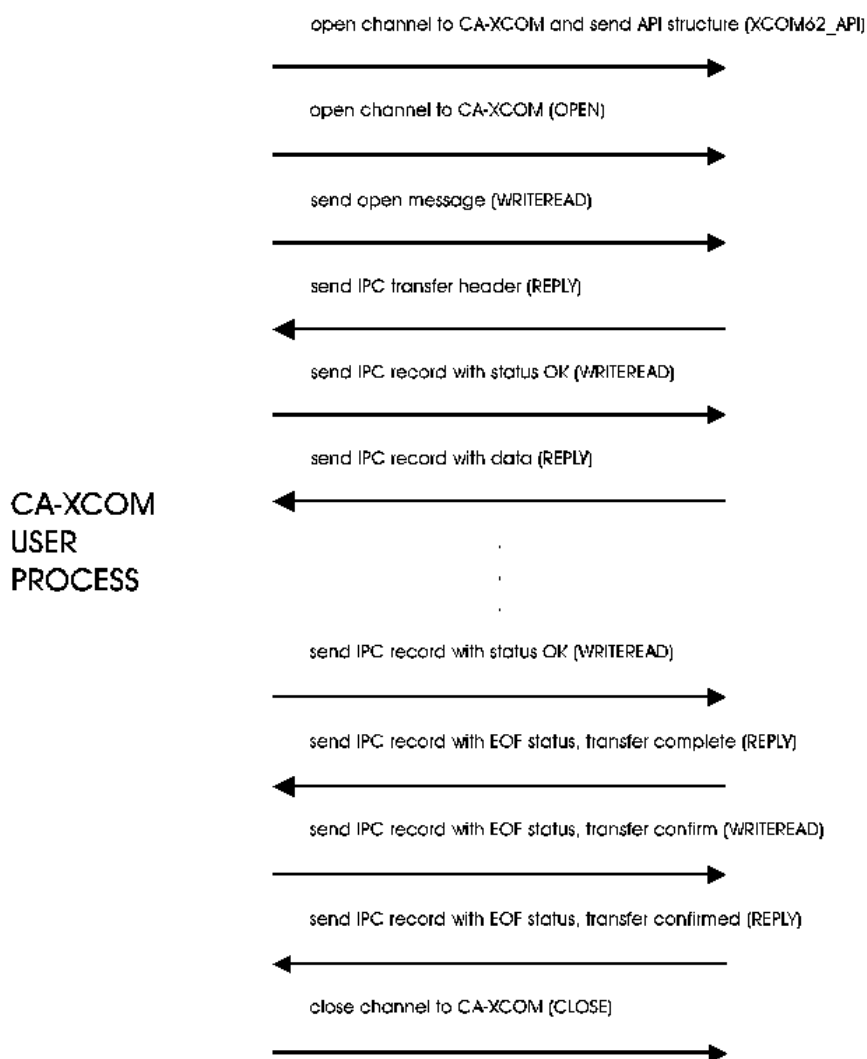 open channel to CA-XCOM and send API structure (XCOM62_API)
open channel to CA-XCOM (OPEN)
send open message (WRITEREAD)
send IPC transfer header (REPLY)
send IPC record with status OK (WRITEREAD)
send IPC record with data (REPLY)
CA-XCOM
USER
PROCESS
send IPC record with status OK (WRITEREAD)
send IPC record with EOF status, transfer complete (REPLY)
send IPC record with EOF status, transfer confirm (WRITEREAD)
send IPC record with EOF status, transfer confirmed (REPLY)
close channel to CA-XCOM (CLOSE)